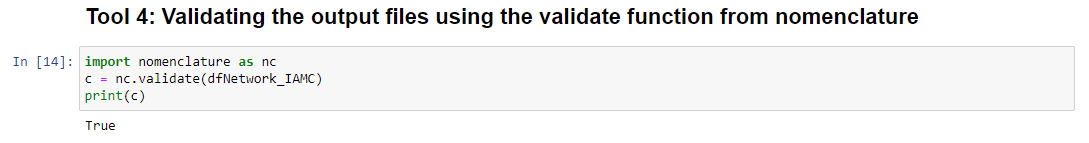 Tool 4: Validating the output files using the validate function from nomenclature
In [14]: import nomenclature as nc
c = nc.validate(dfNetwork_IAMC)
print(c)
True